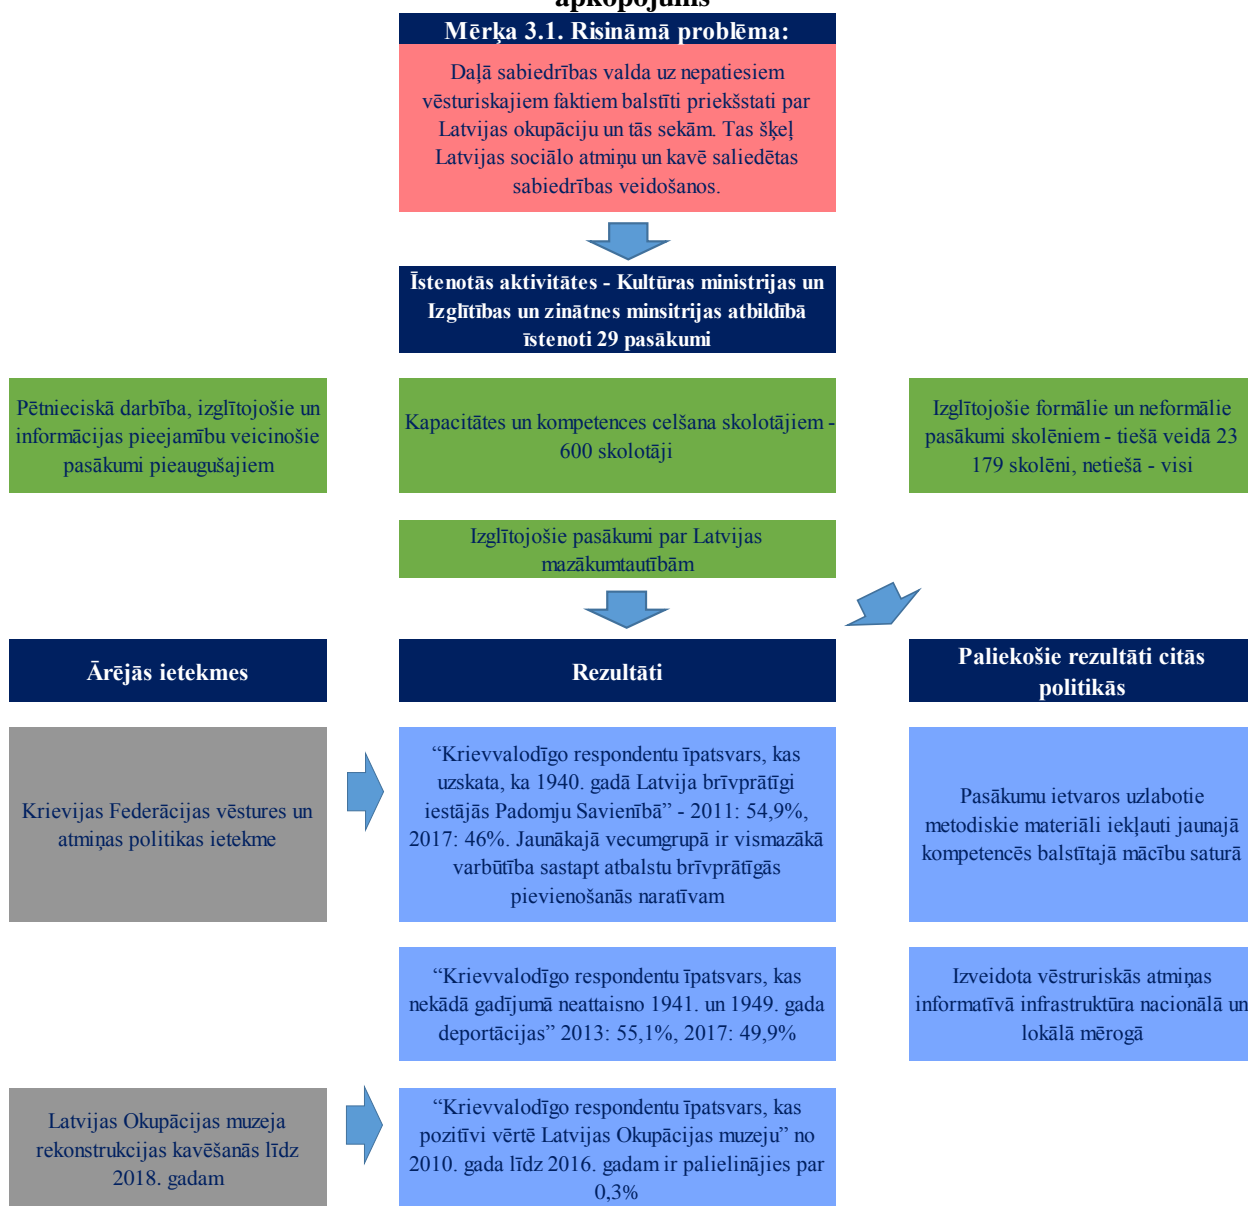 apkopojums
Mērķa 3.1. Risināmā problēma:
Daļā sabiedrības valda uz nepatiesiem
vēsturiskajiem faktiem balstīti priekšstati par
Latvijas okupāciju un tās sekām. Tas šķeļ
Latvijas sociālo atmiņu un kavē saliedētas
sabiedrības veidošanos.
Īstenotās aktivitātes - Kultūras ministrijas un
Izglītības un zinātnes minsitrijas atbildībā
īstenoti 29 pasākumi
Pētnieciskā darbība, izglītojošie un
informācijas pieejamību veicinošie
pasākumi pieaugušajiem
Kapacitātes un kompetences celšana skolotājiem -
600 skolotāji
Izglītojošie formālie un neformālie
pasākumi skolēniem - tiešā veidā 23
179 skolēni, netiešā - visi
Izglītojošie pasākumi par Latvijas
mazākumtautībām
Ārējās ietekmes
Rezultāti
Paliekošie rezultāti citās
politikās
Krievijas Federācijas vēstures un
atmiņas politikas ietekme
“Krievvalodīgo respondentu īpatsvars, kas
uzskata, ka 1940. gadā Latvija brīvprātīgi
iestājās Padomju Savienībā” - 2011: 54,9%,
2017: 46%. Jaunākajā vecumgrupā ir vismazākā
varbūtība sastapt atbalstu brīvprātīgās
pievienošanās naratīvam
Pasākumu ietvaros uzlabotie
metodiskie materiāli iekļauti jaunajā
kompetencēs balstītajā mācību saturā
“Krievvalodīgo respondentu īpatsvars, kas
nekādā gadījumā neattaisno 1941. un 1949. gada
deportācijas” 2013: 55,1%, 2017: 49,9%
Izveidota vēstruriskās atmiņas
informatīvā infrastruktūra nacionālā un
lokālā mērogā
Latvijas Okupācijas muzeja
rekonstrukcijas kavēšanās līdz
2018. gadam
“Krievvalodīgo respondentu īpatsvars, kas
pozitīvi vērtē Latvijas Okupācijas muzeju” no
2010. gada līdz 2016. gadam ir palielinājies par
0,3%